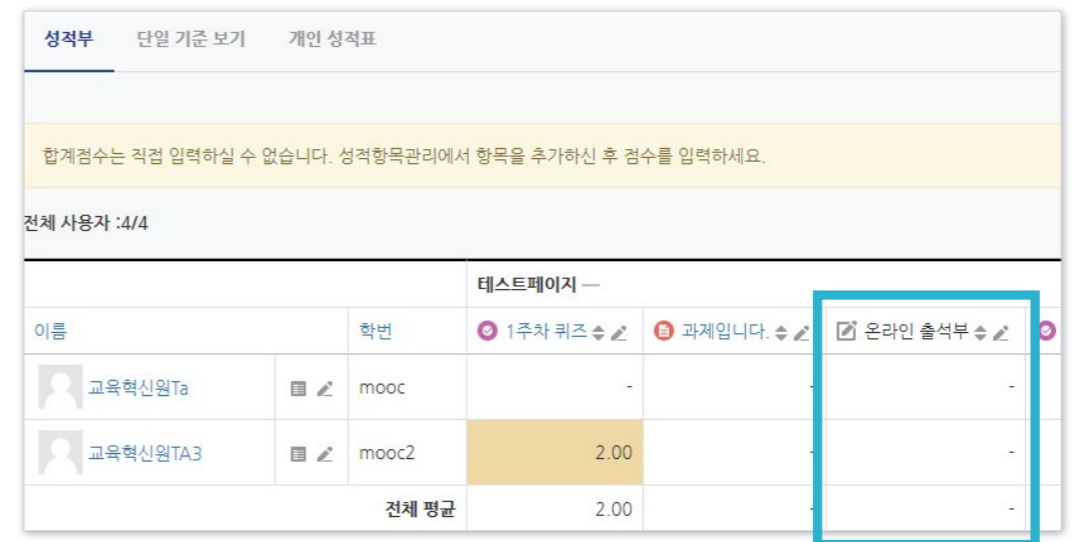 성적부 단일 기준 보기 개인 성적표
합계점수는 직접 입력하실 수 없습니다. 성적항목관리에서 항목을 추가하신 후 점수를 입력하세요.
전체 사용자 :4/4
테스트페이지 —
이름 학번 1주차 퀴즈 과제입니다. 온라인 출석부
교육혁신원Ta mooc - - -
교육혁신원TA3 mooc2 2.00 - -
전체 평균 2.00 - -